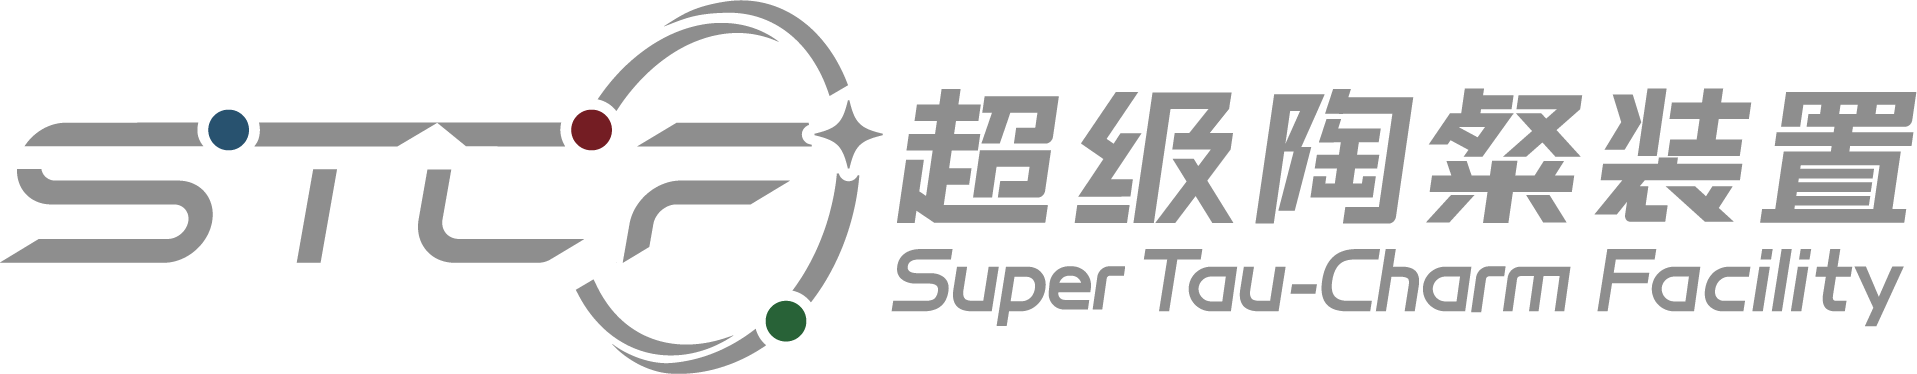 STCF
超级陶粲装置
Super Tau-Charm Facility